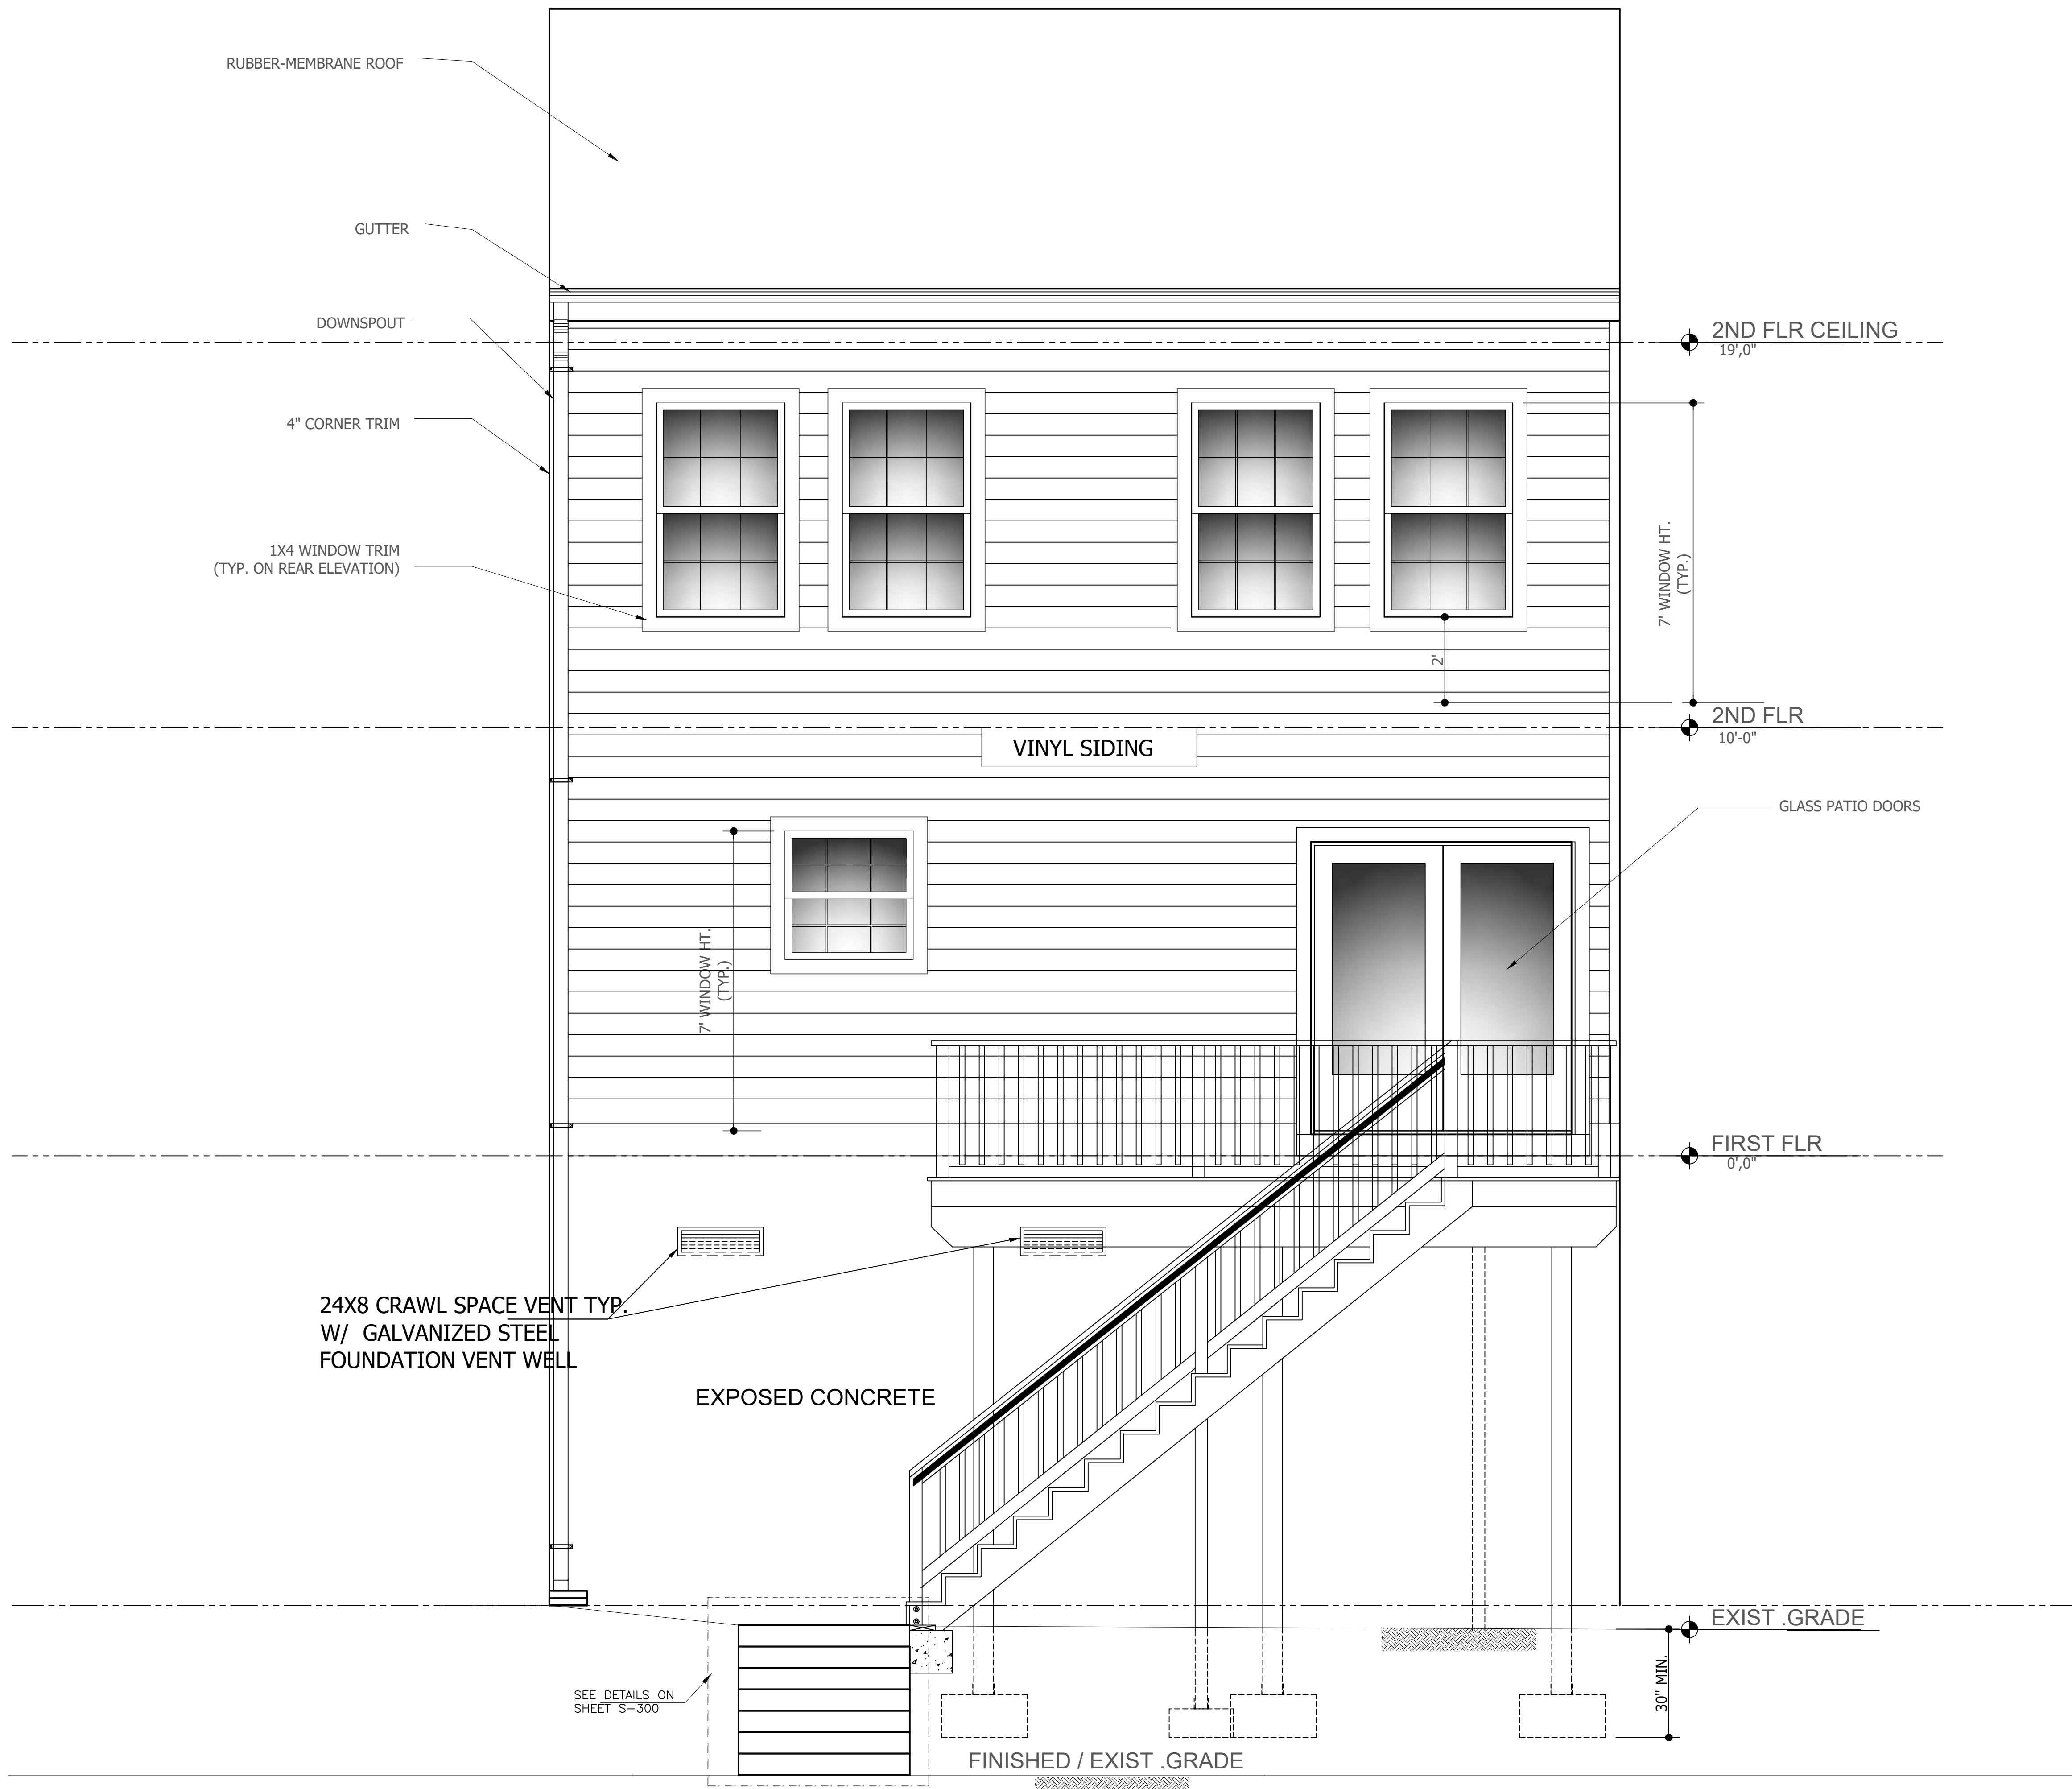 RUBBER-MEMBRANE ROOF
GUTTER
DOWNSPOUT
2ND FLR CEILING
19',0"
4" CORNER TRIM
1X4 WINDOW TRIM
(TYP. ON REAR ELEVATION)
7' WINDOW HT.
(TYP.)
2'
2ND FLR
10'-0"
VINYL SIDING
GLASS PATIO DOORS
7' WINDOW HT.
(TYP.)
FIRST FLR
0',0"
24X8 CRAWL SPACE VENT TYP.
W/ GALVANIZED STEEL
FOUNDATION VENT WELL
EXPOSED CONCRETE
EXIST .GRADE
30" MIN.
SEE DETAILS ON
SHEET S-300
FINISHED / EXIST .GRADE